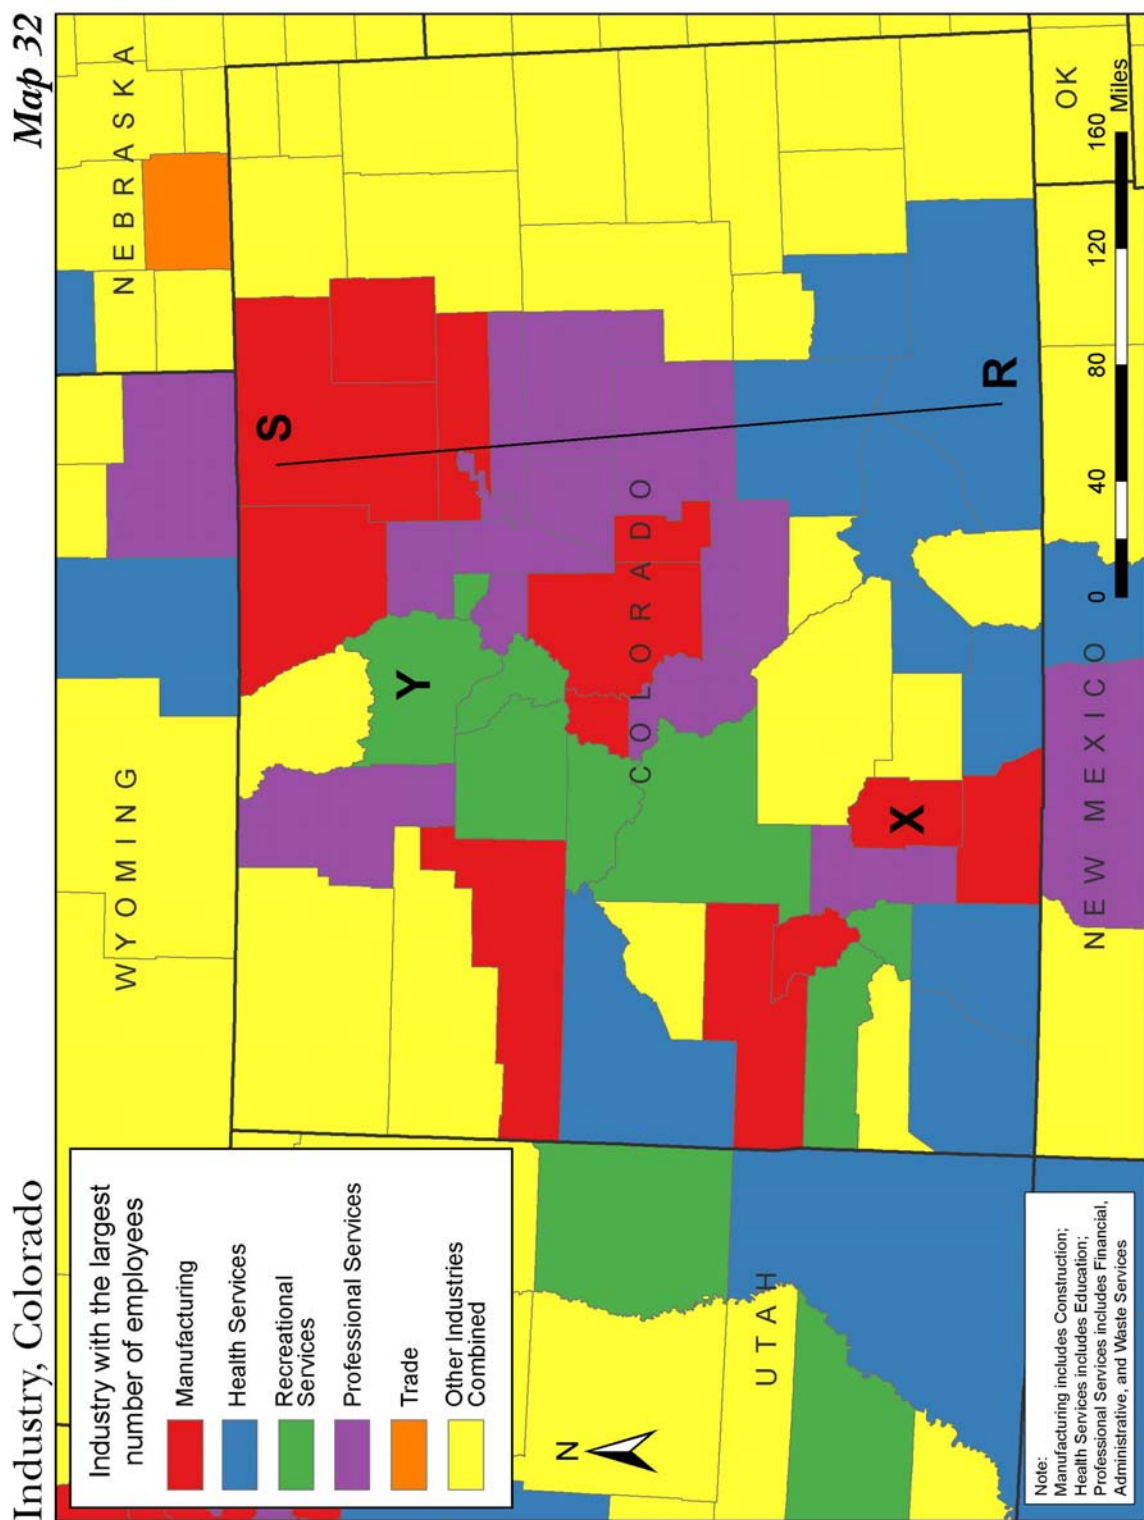 Industry, Colorado
Map 32
Industry with the largest
number of employees
Manufacturing
Health Services
Recreational
Services
Professional Services
Trade
Other Industries
Combined
N
WYOMING
NEBRASKA
S
Y
COLORADO
X
R
UTAH
NEW MEXICO
OK
0 40 80 120 160
Miles
Note:
Manufacturing includes Construction;
Health Services includes Education;
Professional Services includes Financial,
Administrative, and Waste Services